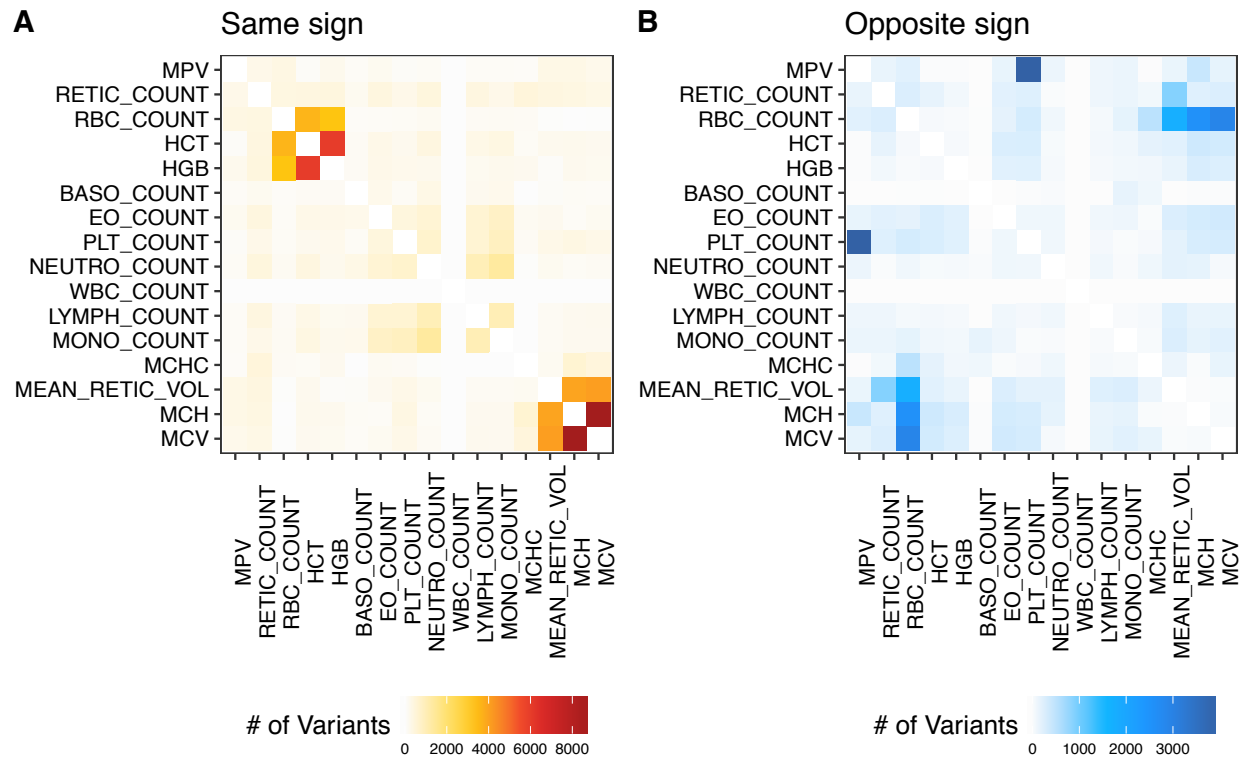 A
Same sign
MPV
RETIC_COUNT
RBC_COUNT
HCT
HGB
BASO_COUNT
EO_COUNT
PLT_COUNT
NEUTRO_COUNT
WBC_COUNT
LYMPH_COUNT
MONO_COUNT
MCHC
MEAN_RETIC_VOL
MCH
MCV
MPV
RETIC_COUNT
RBC_COUNT
HCT
HGB
BASO_COUNT
EO_COUNT
PLT_COUNT
NEUTRO_COUNT
WBC_COUNT
LYMPH_COUNT
MONO_COUNT
MCHC
MEAN_RETIC_VOL
MCH
MCV
# of Variants
0 2000 4000 6000 8000
B
Opposite sign
MPV
RETIC_COUNT
RBC_COUNT
HCT
HGB
BASO_COUNT
EO_COUNT
PLT_COUNT
NEUTRO_COUNT
WBC_COUNT
LYMPH_COUNT
MONO_COUNT
MCHC
MEAN_RETIC_VOL
MCH
MCV
MPV
RETIC_COUNT
RBC_COUNT
HCT
HGB
BASO_COUNT
EO_COUNT
PLT_COUNT
NEUTRO_COUNT
WBC_COUNT
LYMPH_COUNT
MONO_COUNT
MCHC
MEAN_RETIC_VOL
MCH
MCV
# of Variants
0 1000 2000 3000